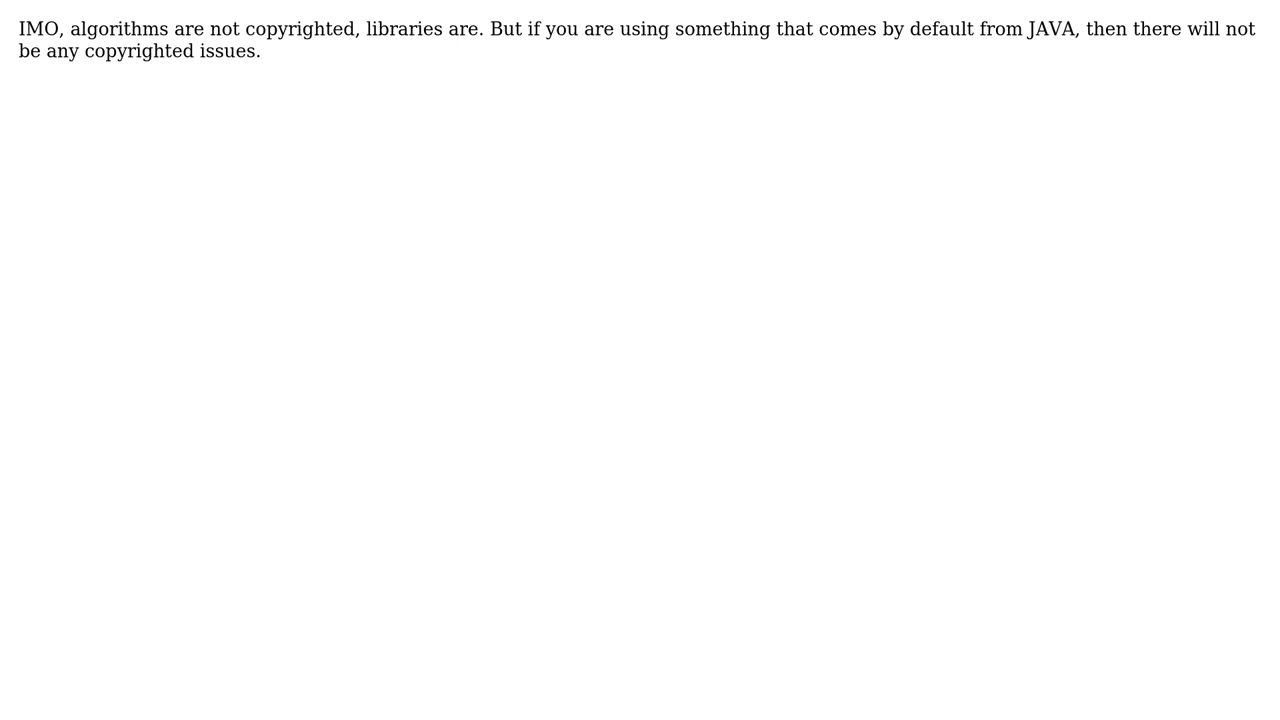 IMO, algorithms are not copyrighted, libraries are. But if you are using something that comes by default from JAVA, then there will not
be any copyrighted issues.